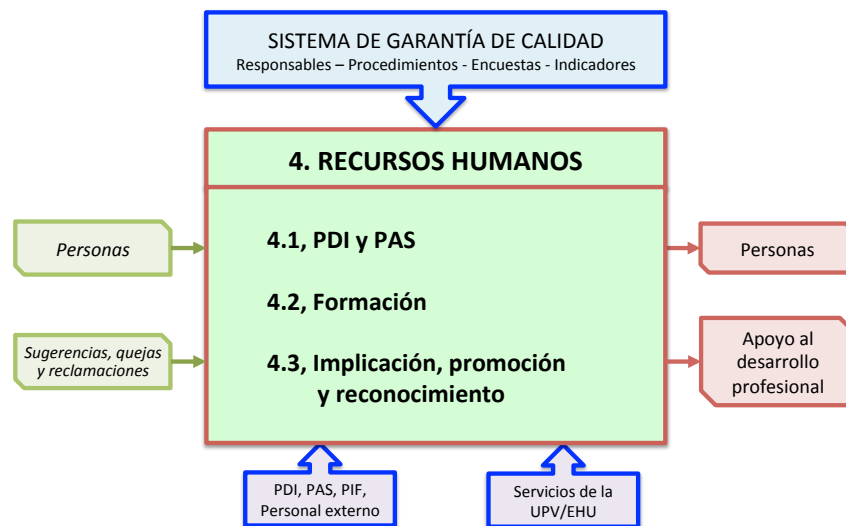 SISTEMA DE GARANTÍA DE CALIDAD
Responsables – Procedimientos - Encuestas - Indicadores
4. RECURSOS HUMANOS
Personas
Sugerencias, quejas
y reclamaciones
4.1, PDI y PAS
4.2, Formación
4.3, Implicación, promoción
y reconocimiento
Personas
Apoyo al
desarrollo
profesional
PDI, PAS, PIF,
Personal externo
Servicios de la
UPV/EHU